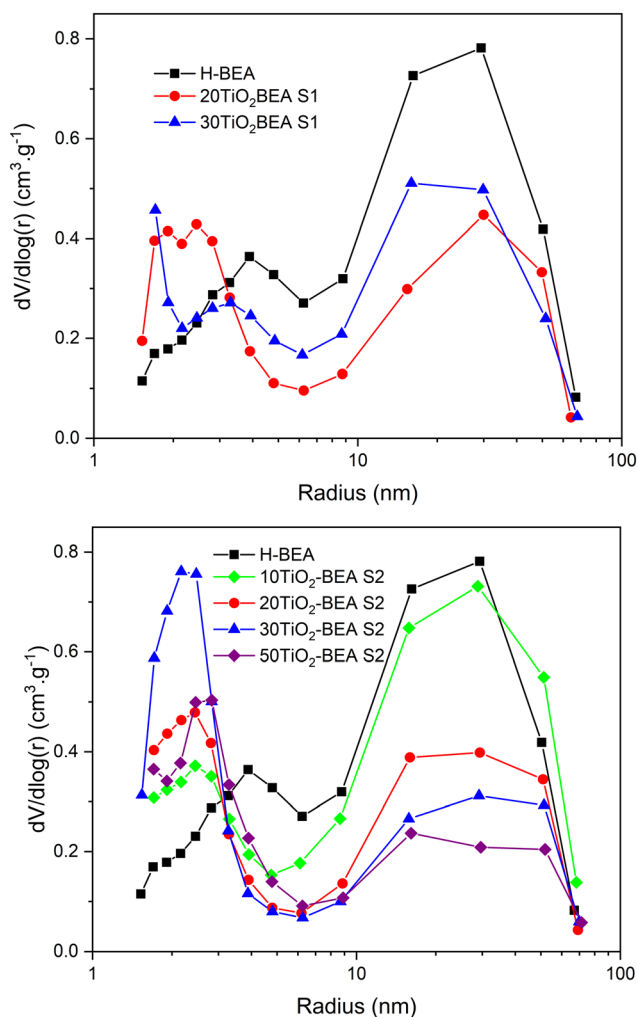 0.8
0.6
0.4
0.2
0.0
dV/dlog(r) (cm³.g⁻¹)
H-BEA
20TiO₂BEA S1
30TiO₂BEA S1
1 10 100
Radius (nm)
0.8
0.6
0.4
0.2
0.0
dV/dlog(r) (cm³.g⁻¹)
H-BEA
10TiO₂-BEA S2
20TiO₂-BEA S2
30TiO₂-BEA S2
50TiO₂-BEA S2
1 10 100
Radius (nm)